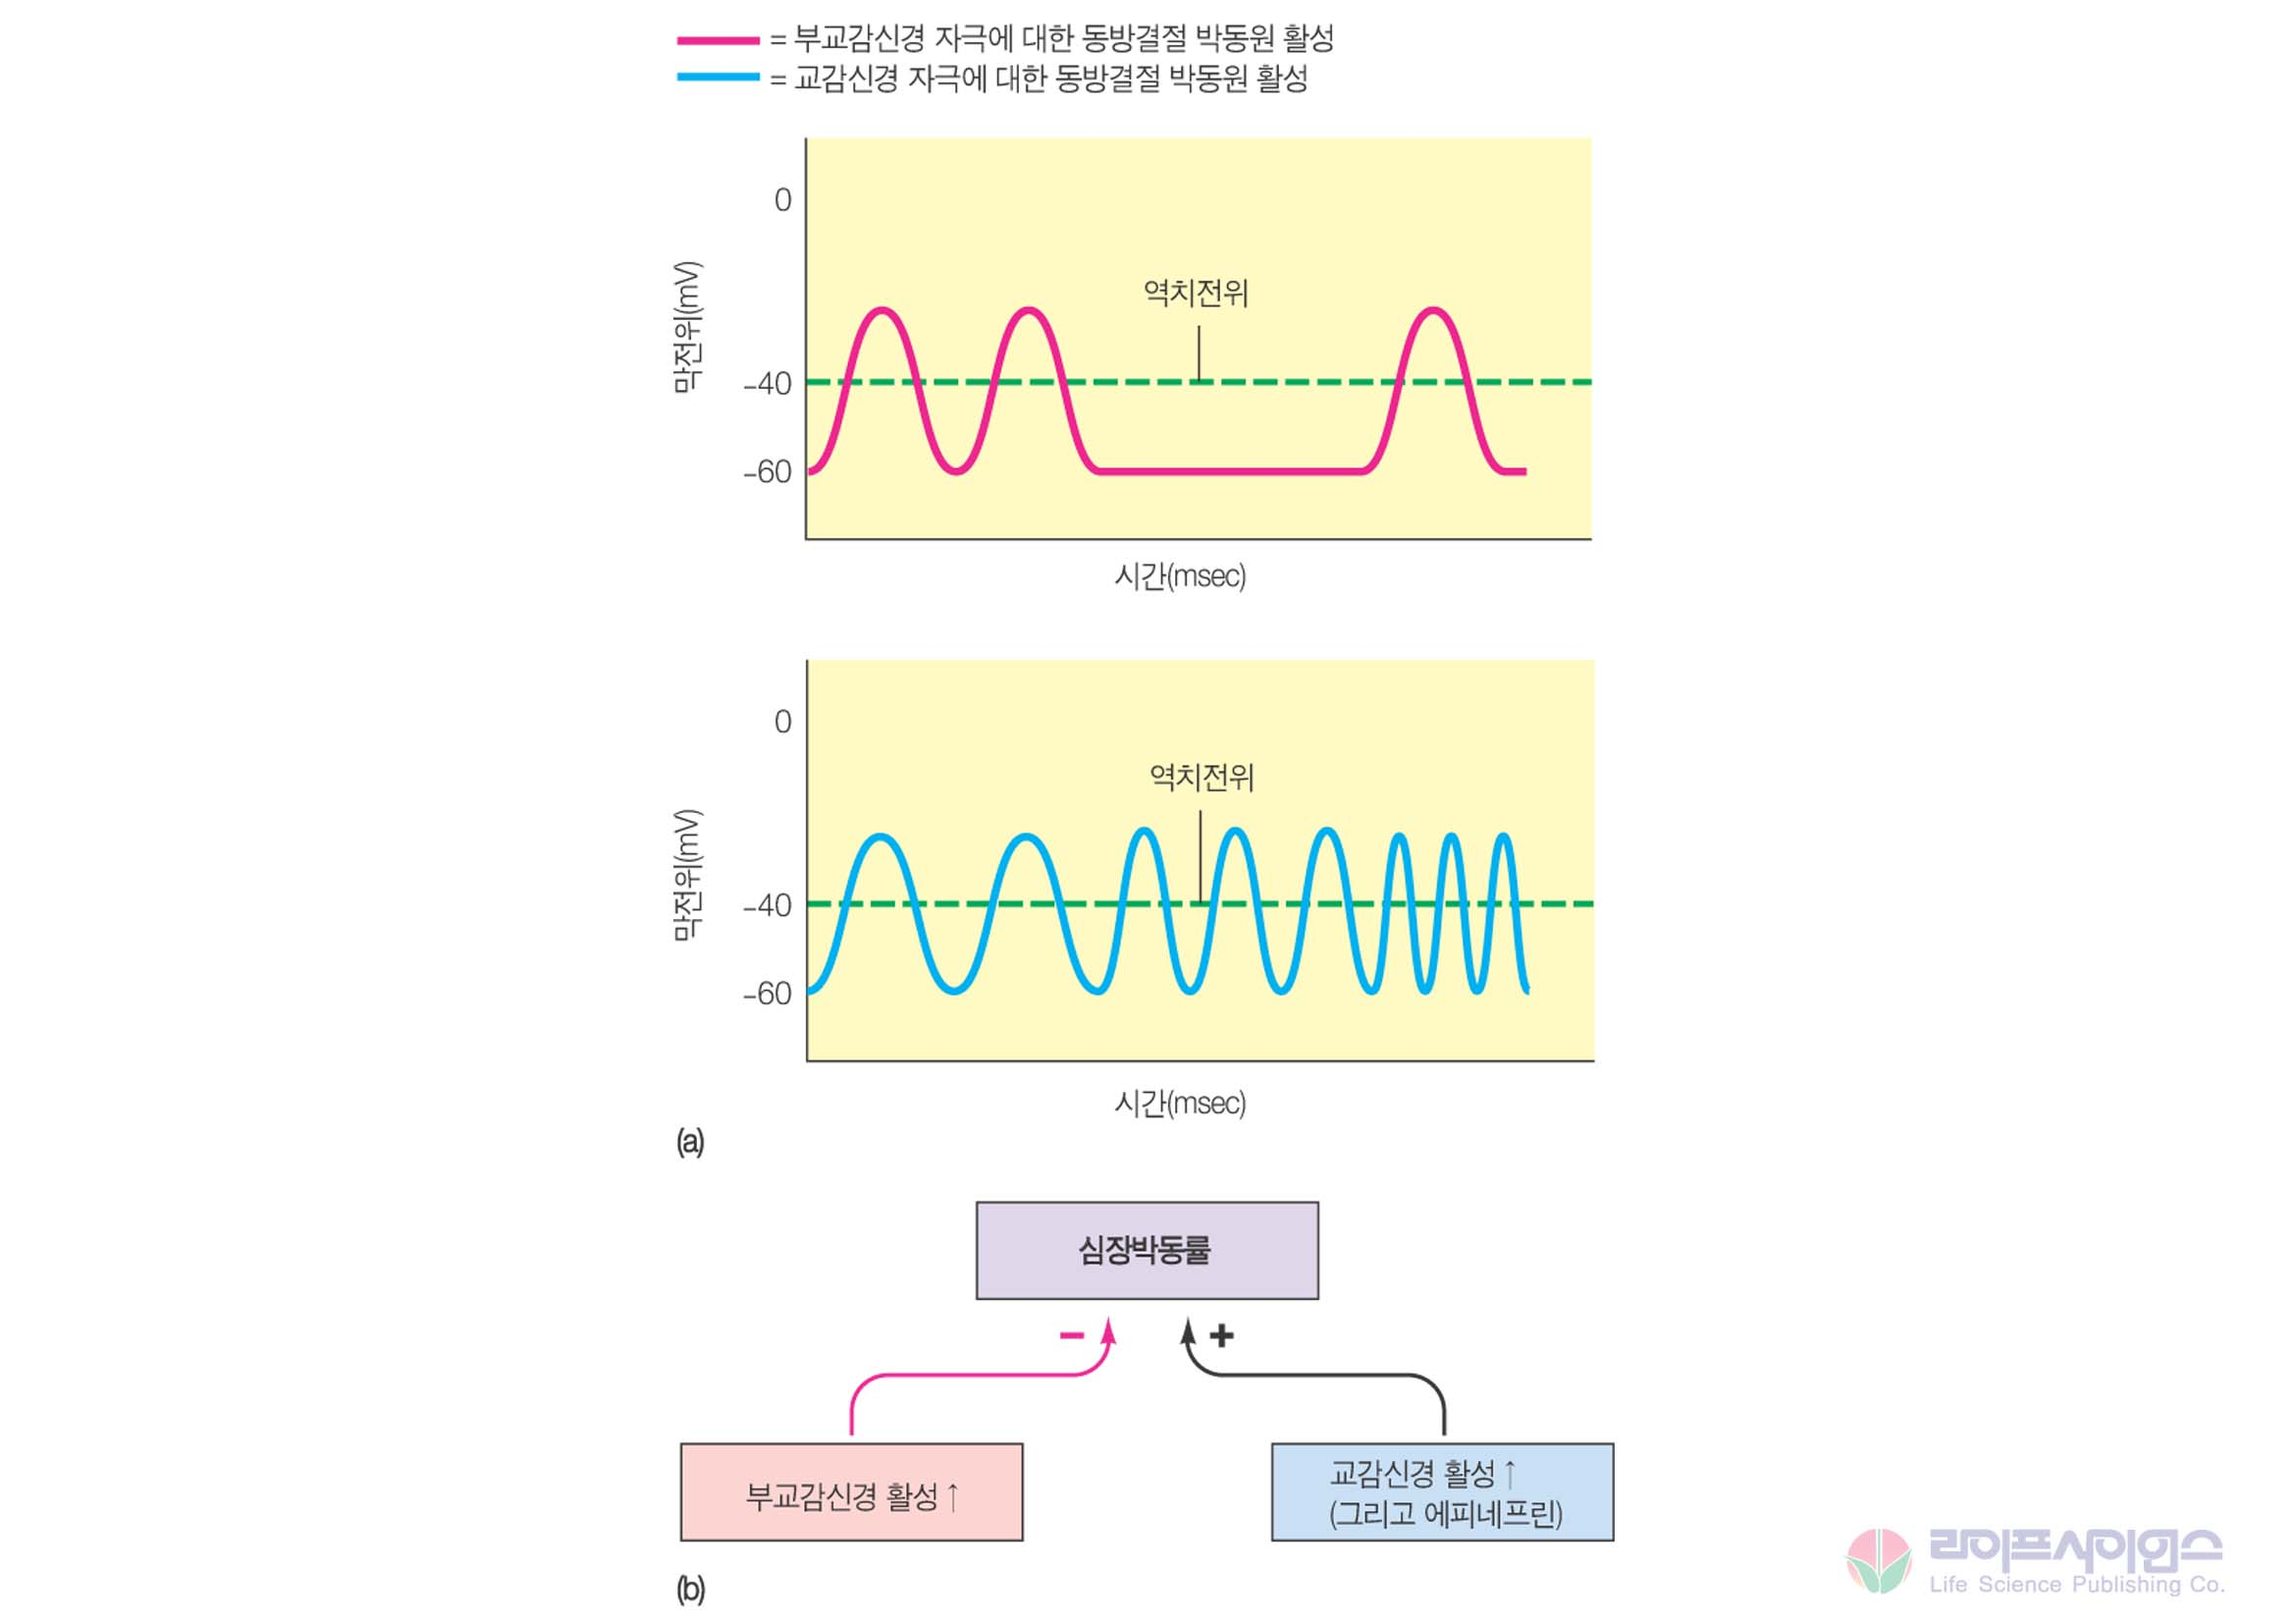 = 부교감신경 자극에 대한 동방결절 박동원 활성
= 교감신경 자극에 대한 동방결절 박동원 활성
0
역치전위
막전위(mV)
-40
-60
시간(msec)
0
역치전위
막전위(mV)
-40
-60
시간(msec)
(a)
심장박동률
− +
부교감신경 활성↑
교감신경 활성↑
(그리고 에피네프린)
(b)
라이프사이언스
Life Science Publishing Co.